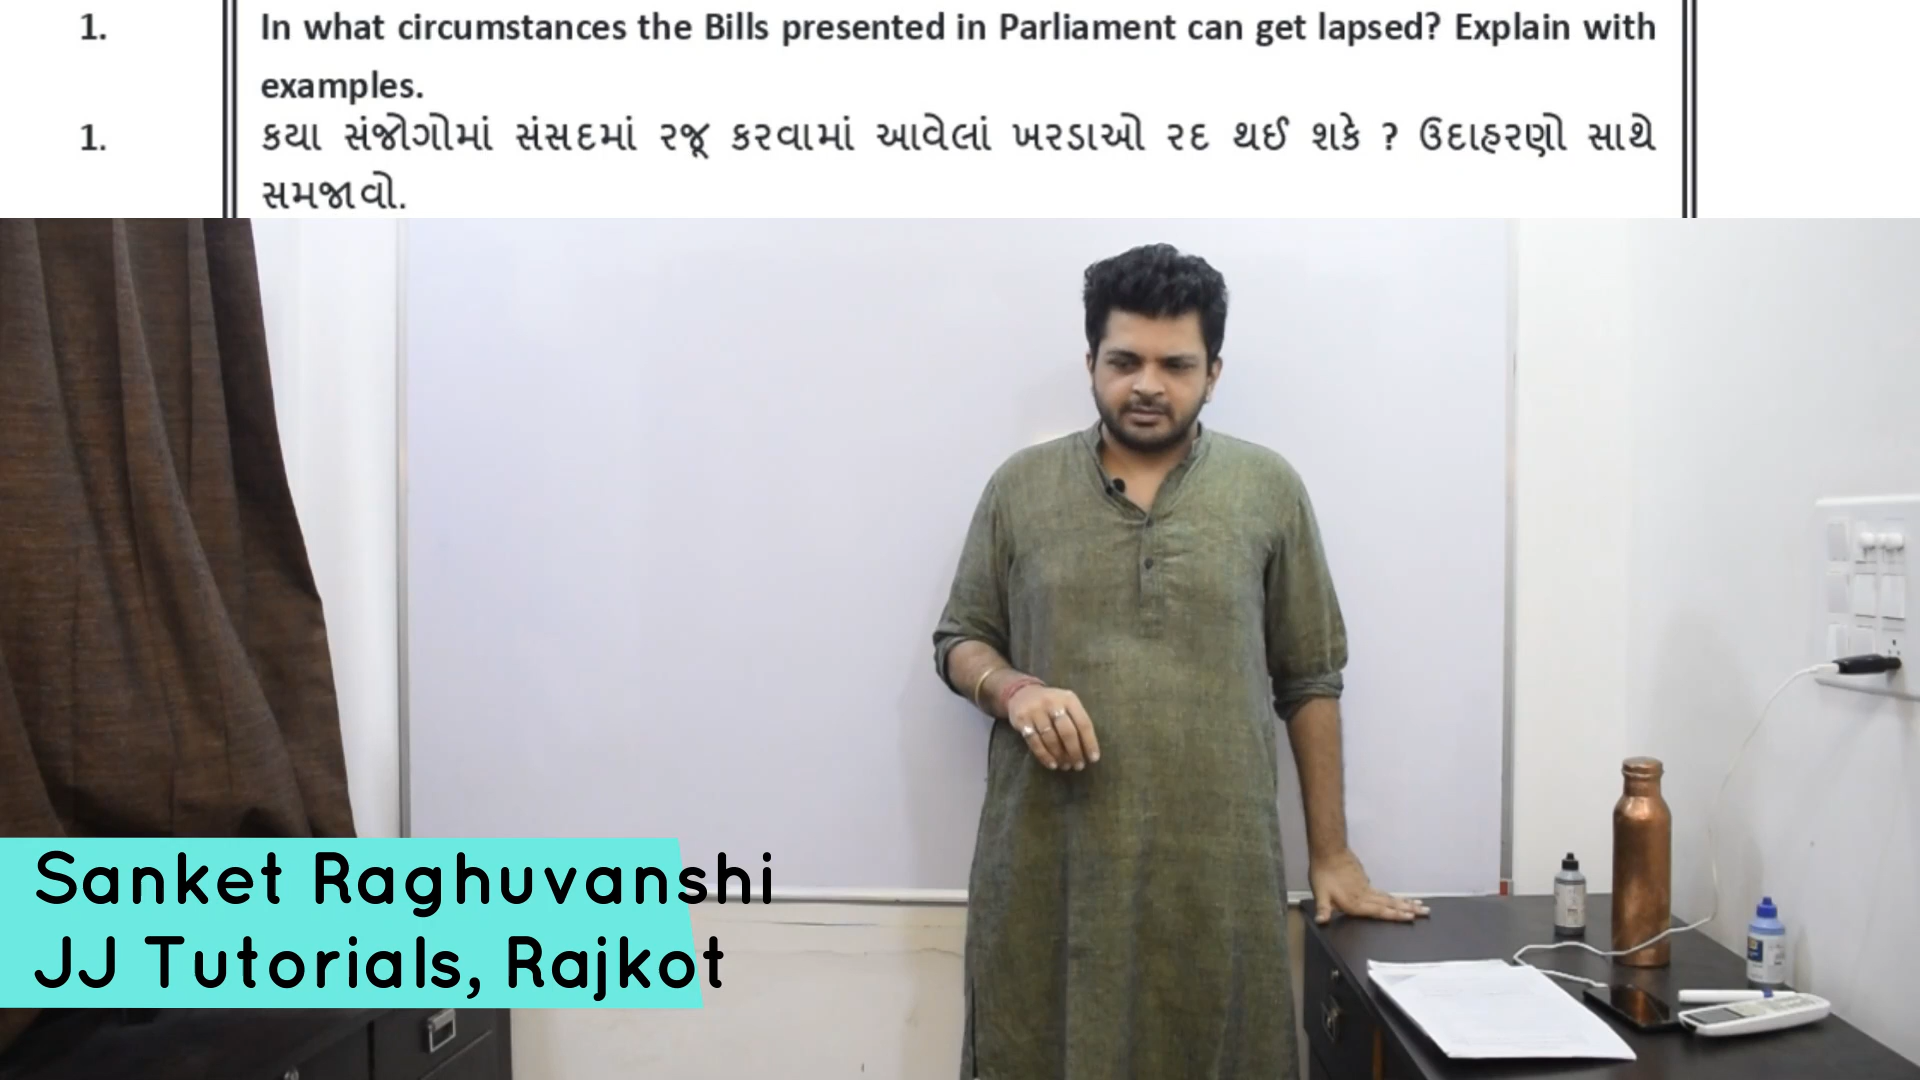 1. In what circumstances the Bills presented in Parliament can get lapsed? Explain with
examples.
1. કયા સંજોગોમાં સંસદમાં રજૂ કરવામાં આવેલાં ખરડાઓ રદ થઈ શકે ? ઉદાહરણો સાથે
સમજાવો.
Sanket Raghuvanshi
JJ Tutorials, Rajkot